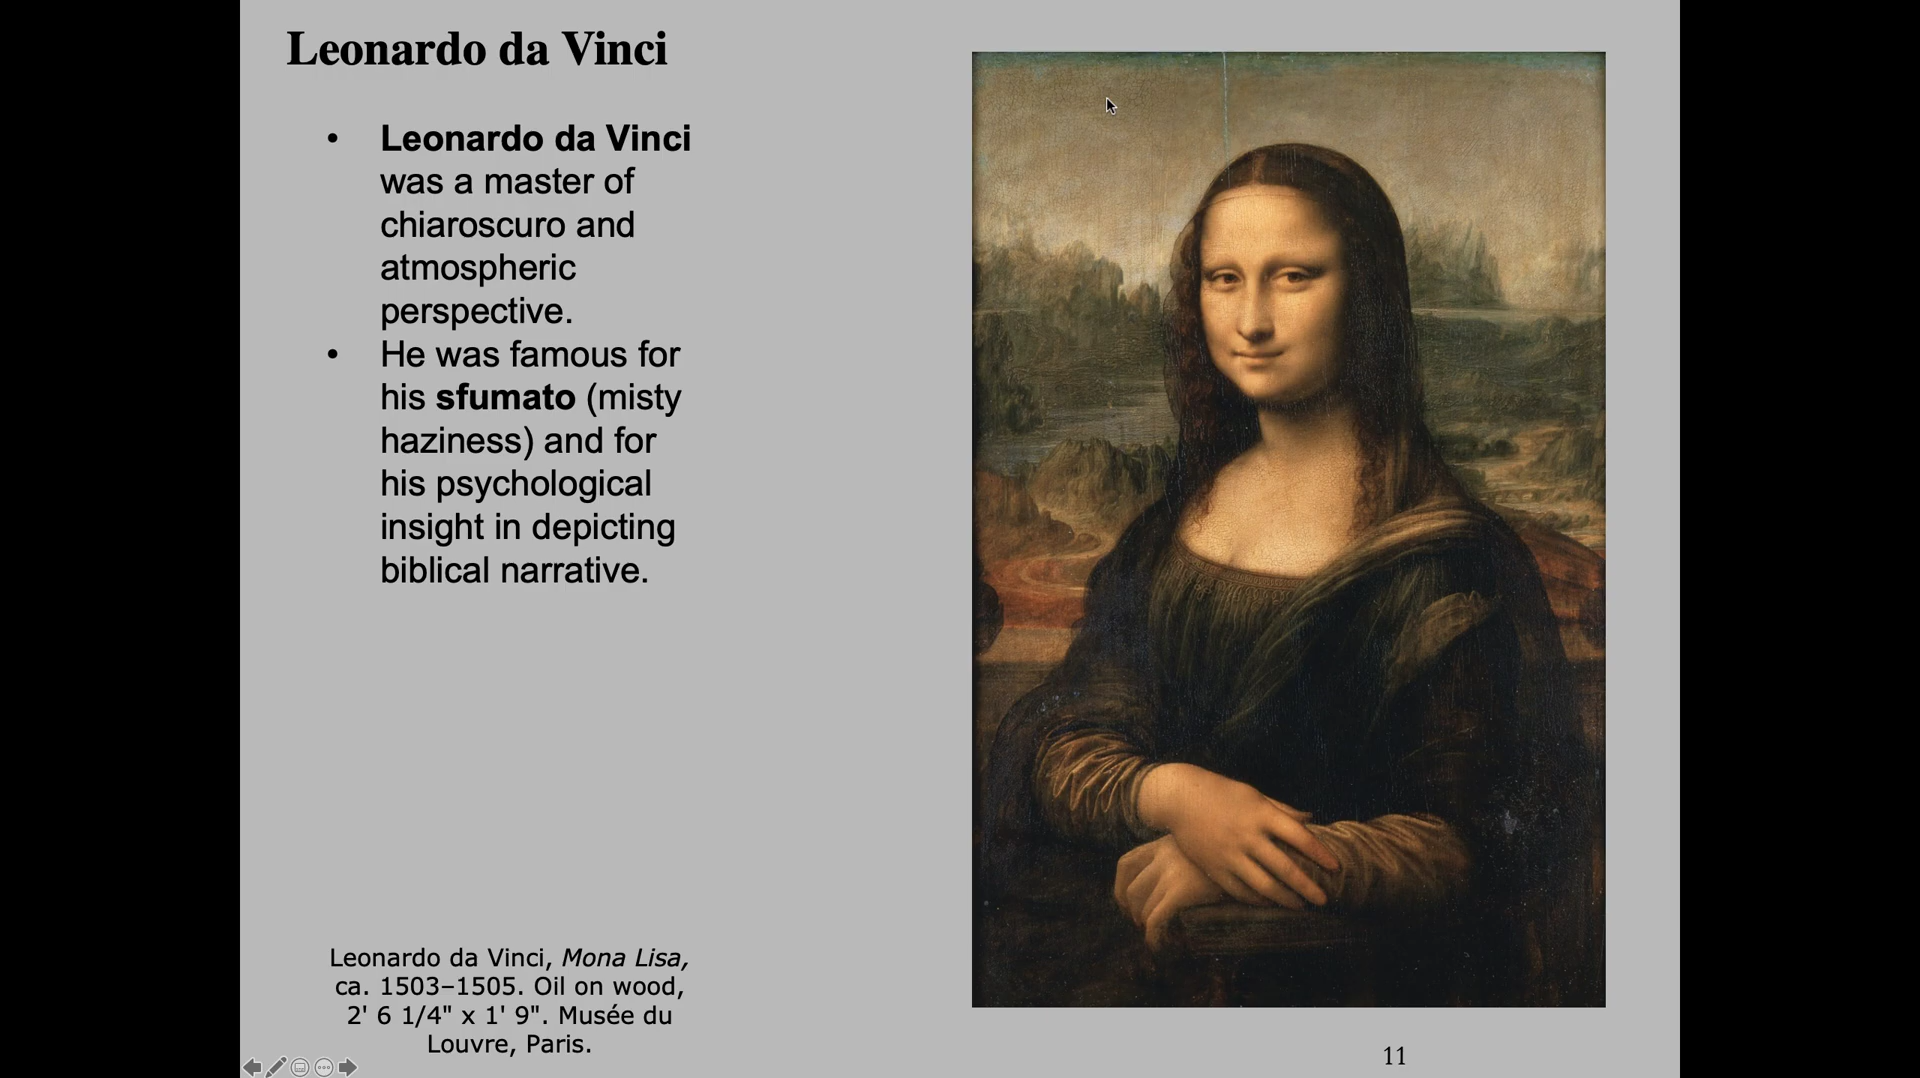 Leonardo da Vinci
• Leonardo da Vinci
was a master of
chiaroscuro and
atmospheric
perspective.
• He was famous for
his sfumato (misty
haziness) and for
his psychological
insight in depicting
biblical narrative.
Leonardo da Vinci, Mona Lisa,
ca. 1503–1505. Oil on wood,
2' 6 1/4" x 1' 9". Musée du
Louvre, Paris.
11